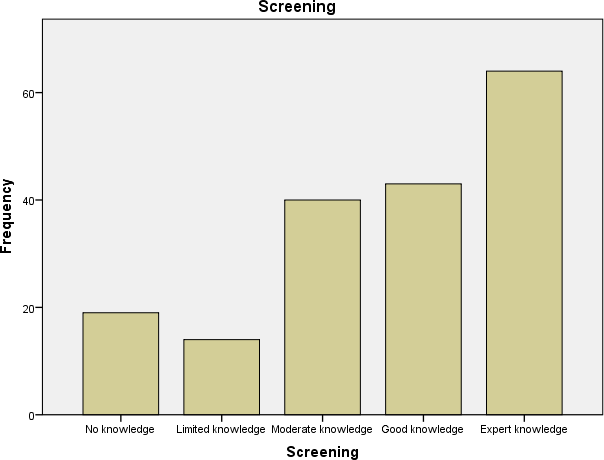 Screening
Frequency
60
40
20
0
No knowledge
Limited knowledge
Moderate knowledge
Good knowledge
Expert knowledge
Screening